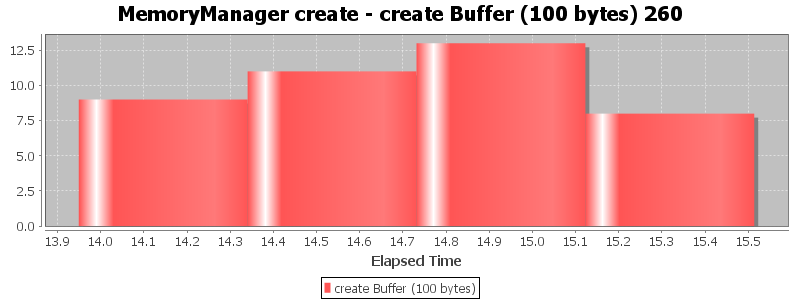 MemoryManager create - create Buffer (100 bytes) 260
12.5
10.0
7.5
5.0
2.5
0.0
13.9 14.0 14.1 14.2 14.3 14.4 14.5 14.6 14.7 14.8 14.9 15.0 15.1 15.2 15.3 15.4 15.5
Elapsed Time
create Buffer (100 bytes)